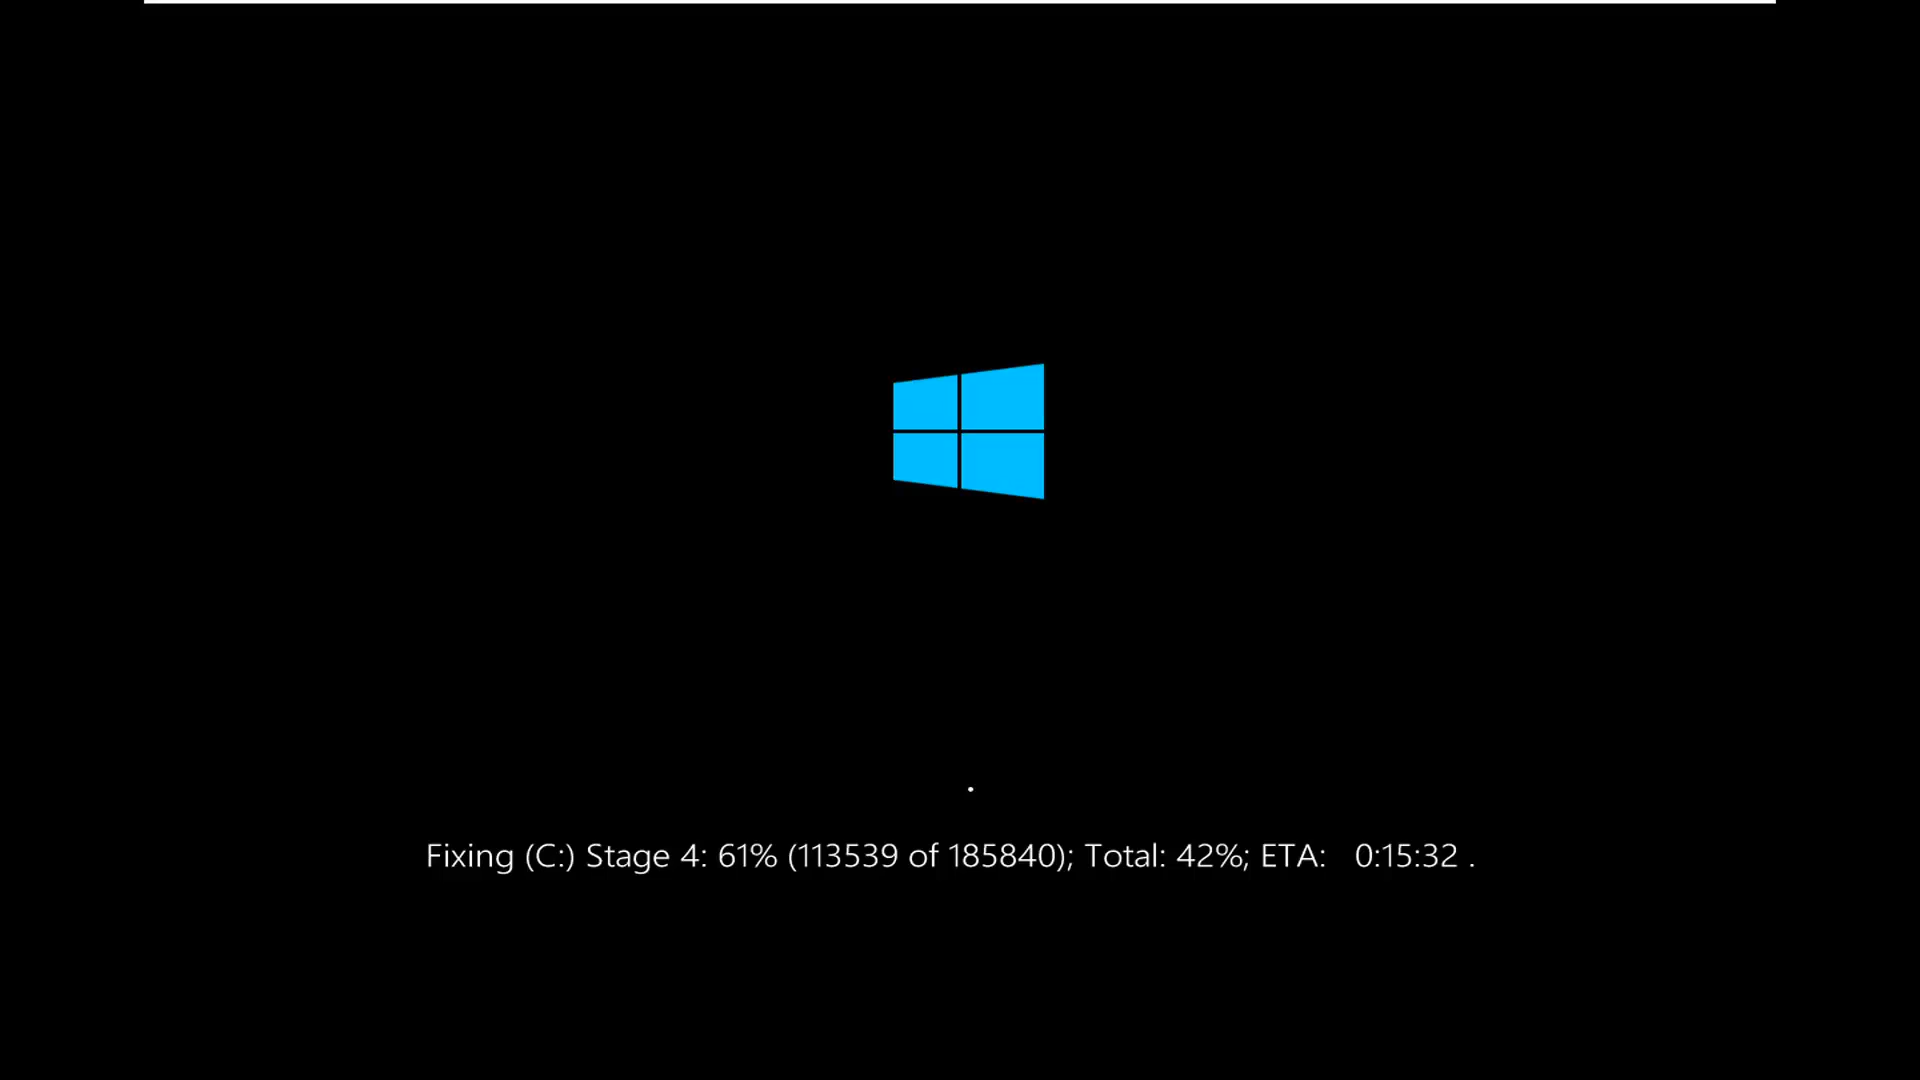 Fixing (C:) Stage 4: 61% (113539 of 185840); Total: 42%; ETA:   0:15:32 .